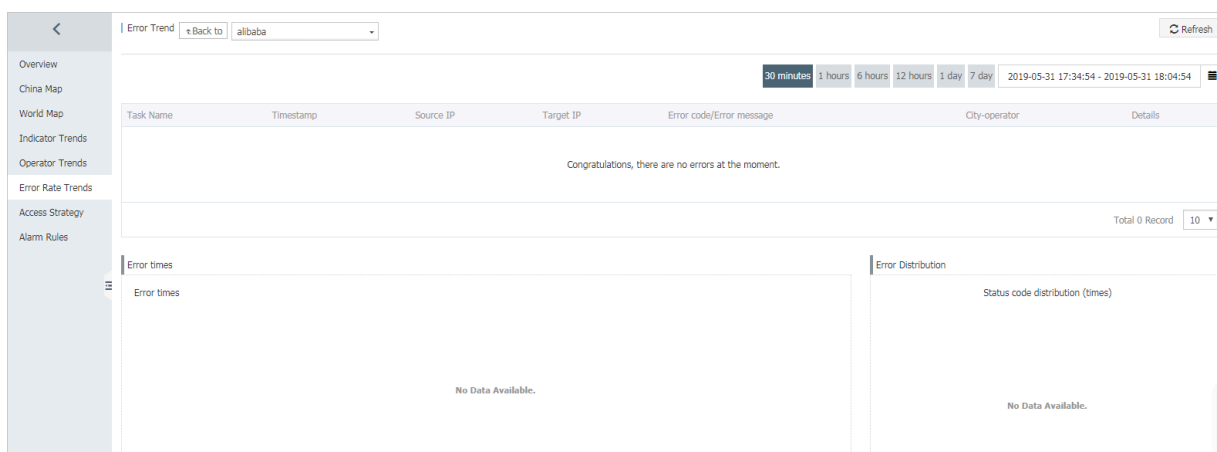 Error Trend Back to alibaba Refresh
Overview
China Map
World Map
Indicator Trends
Operator Trends
Error Rate Trends
Access Strategy
Alarm Rules
30 minutes 1 hours 6 hours 12 hours 1 day 7 day 2019-05-31 17:34:54 - 2019-05-31 18:04:54
Task Name Timestamp Source IP Target IP Error code/Error message City-operator Details
Congratulations, there are no errors at the moment.
Total 0 Record 10
Error times Error Distribution
Error times Status code distribution (times)
No Data Available. No Data Available.